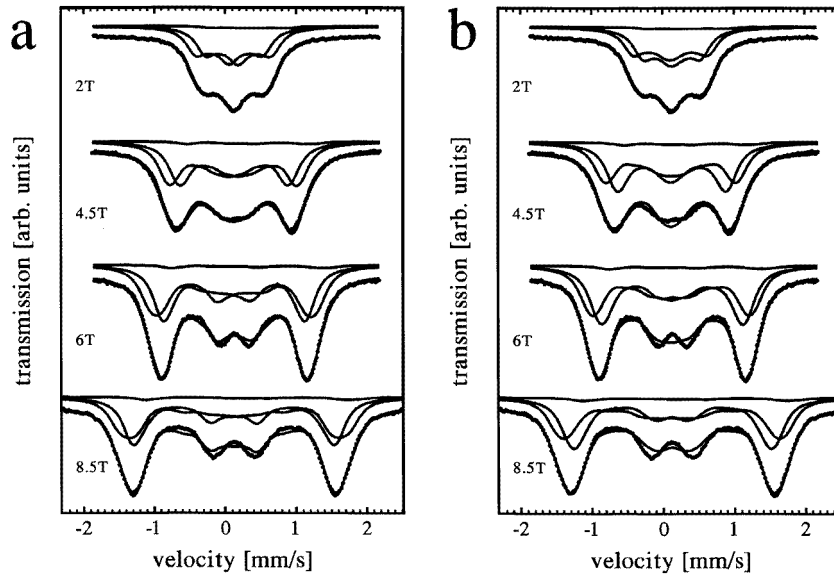 a
transmission [arb. units]
2T
4.5T
6T
8.5T
-2 -1 0 1 2
velocity [mm/s]
b
transmission [arb. units]
2T
4.5T
6T
8.5T
-2 -1 0 1 2
velocity [mm/s]